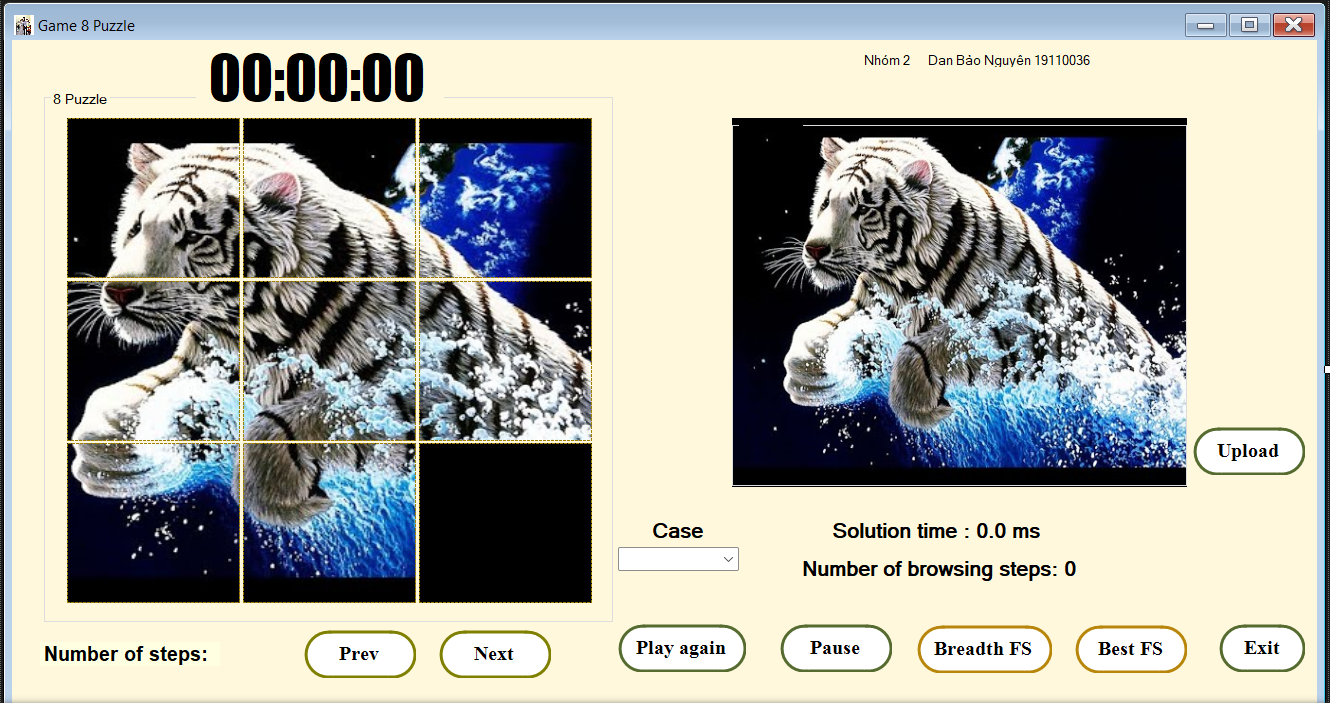 Game 8 Puzzle
00:00:00
Nhóm 2 Dan Bảo Nguyên 19110036
8 Puzzle
Upload
Case
Solution time : 0.0 ms
Number of browsing steps: 0
Number of steps:
Prev
Next
Play again
Pause
Breadth FS
Best FS
Exit